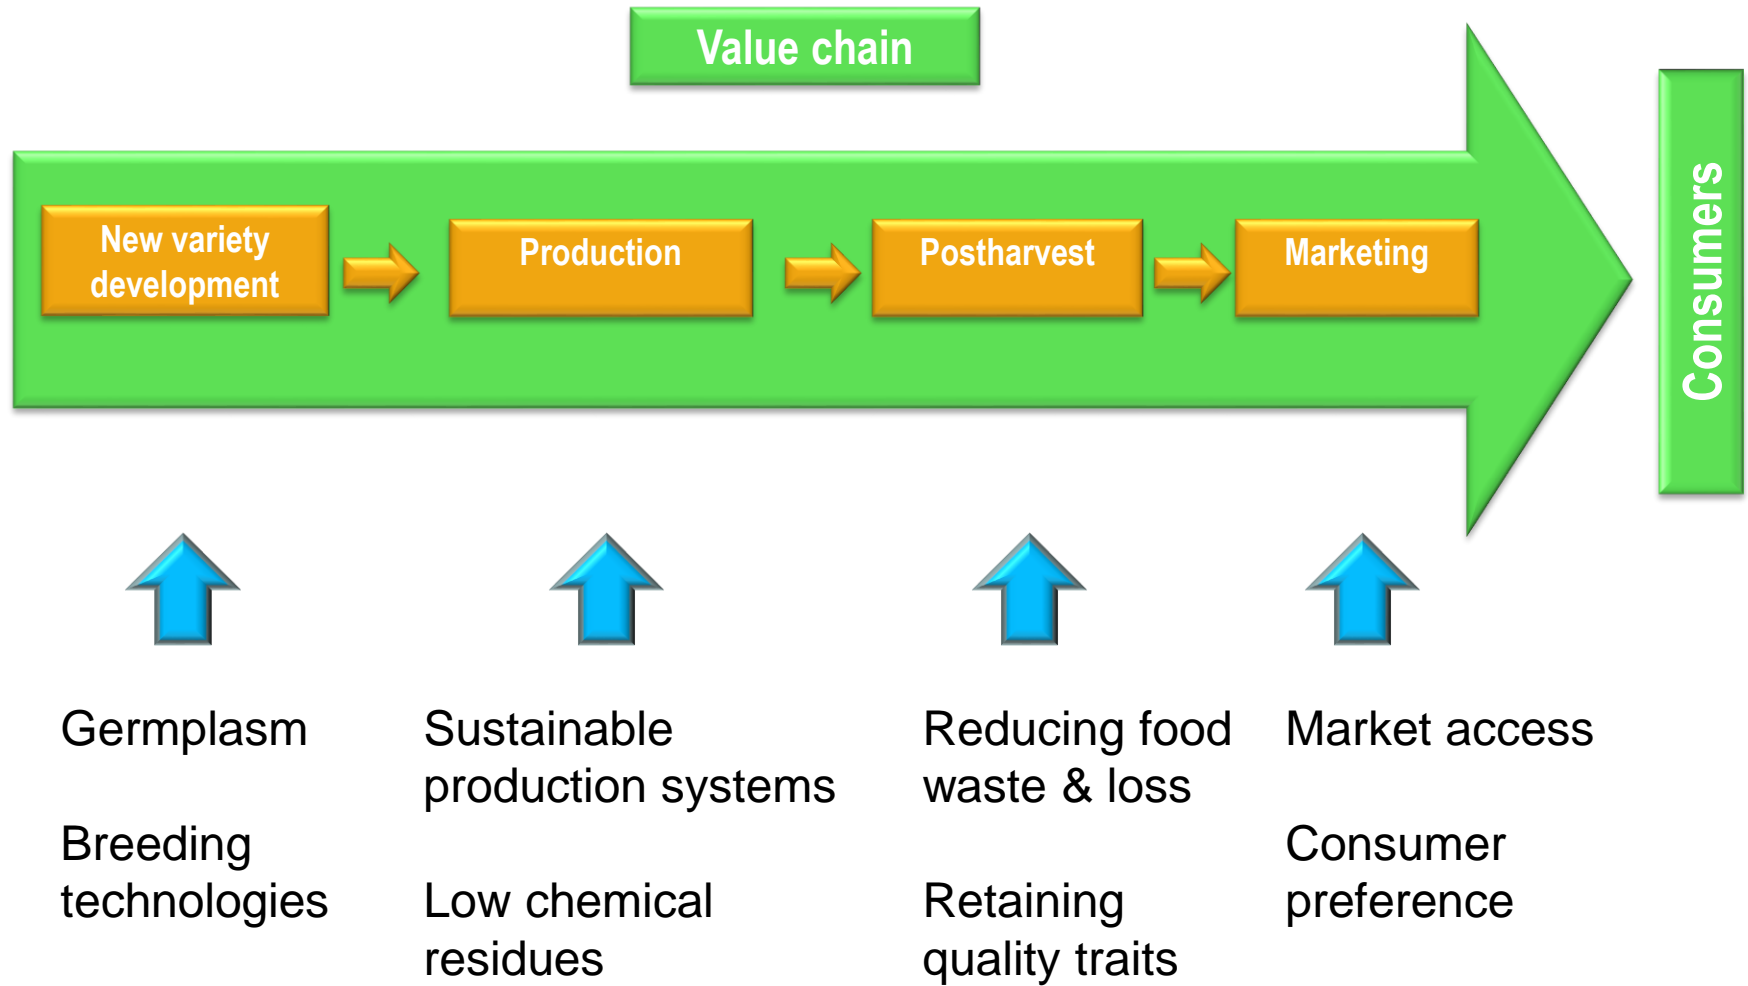 Value chain
New variety
development
Production
Postharvest
Marketing
Consumers
Germplasm
Breeding
technologies
Sustainable
production systems
Low chemical
residues
Reducing food
waste & loss
Retaining
quality traits
Market access
Consumer
preference